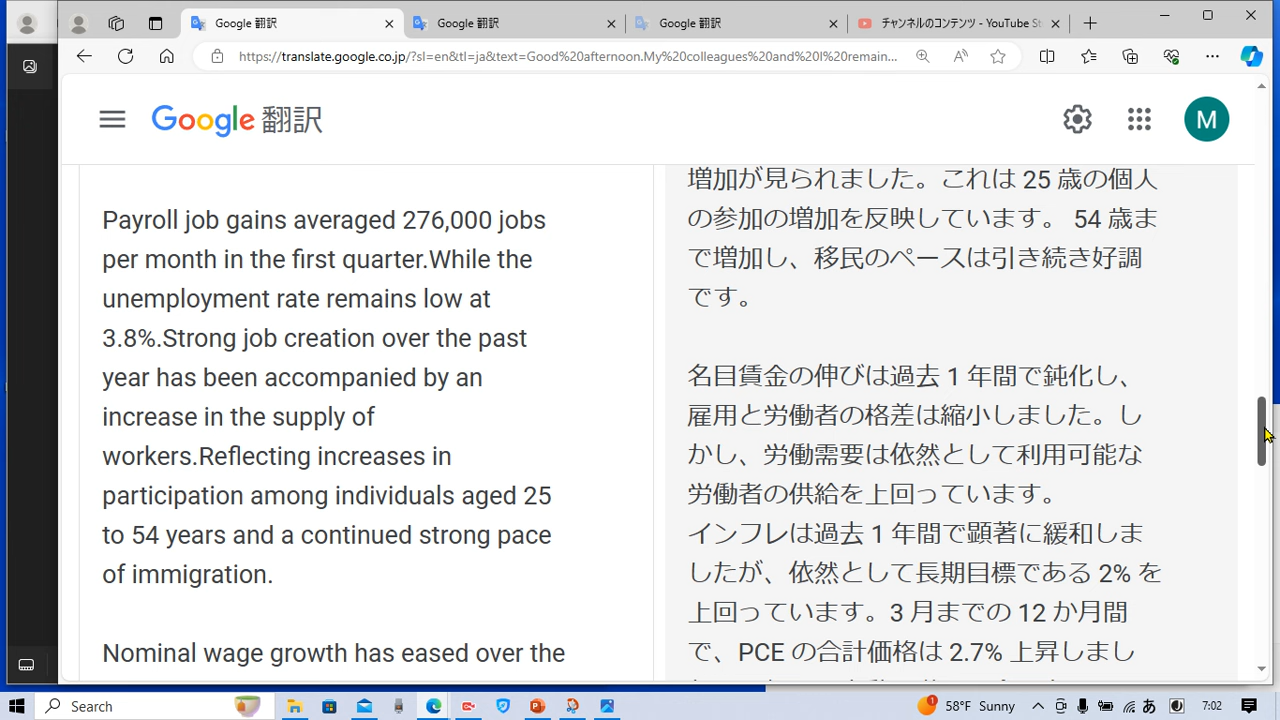 Google 翻訳
Google 翻訳
Google 翻訳
チャンネルのコンテンツ - YouTube St
https://translate.google.co.jp/?sl=en&tl=ja&text=Good%20afternoon.My%20colleagues%20and%20I%20remain...
Google 翻訳
M
Payroll job gains averaged 276,000 jobs
per month in the first quarter.While the
unemployment rate remains low at
3.8%.Strong job creation over the past
year has been accompanied by an
increase in the supply of
workers.Reflecting increases in
participation among individuals aged 25
to 54 years and a continued strong pace
of immigration.
Nominal wage growth has eased over the
増加が見られました。これは 25 歳の個人
の参加の増加を反映しています。 54 歳ま
で増加し、移民のペースは引き続き好調
です。
名目賃金の伸びは過去 1 年間で鈍化し、
雇用と労働者の格差は縮小しました。し
かし、労働需要は依然として利用可能な
労働者の供給を上回っています。
インフレは過去 1 年間で顕著に緩和しま
したが、依然として長期目標である 2% を
上回っています。3 月までの 12 か月間
で、PCE の合計価格は 2.7% 上昇しまし
Search
1
58°F Sunny
あ
7:02